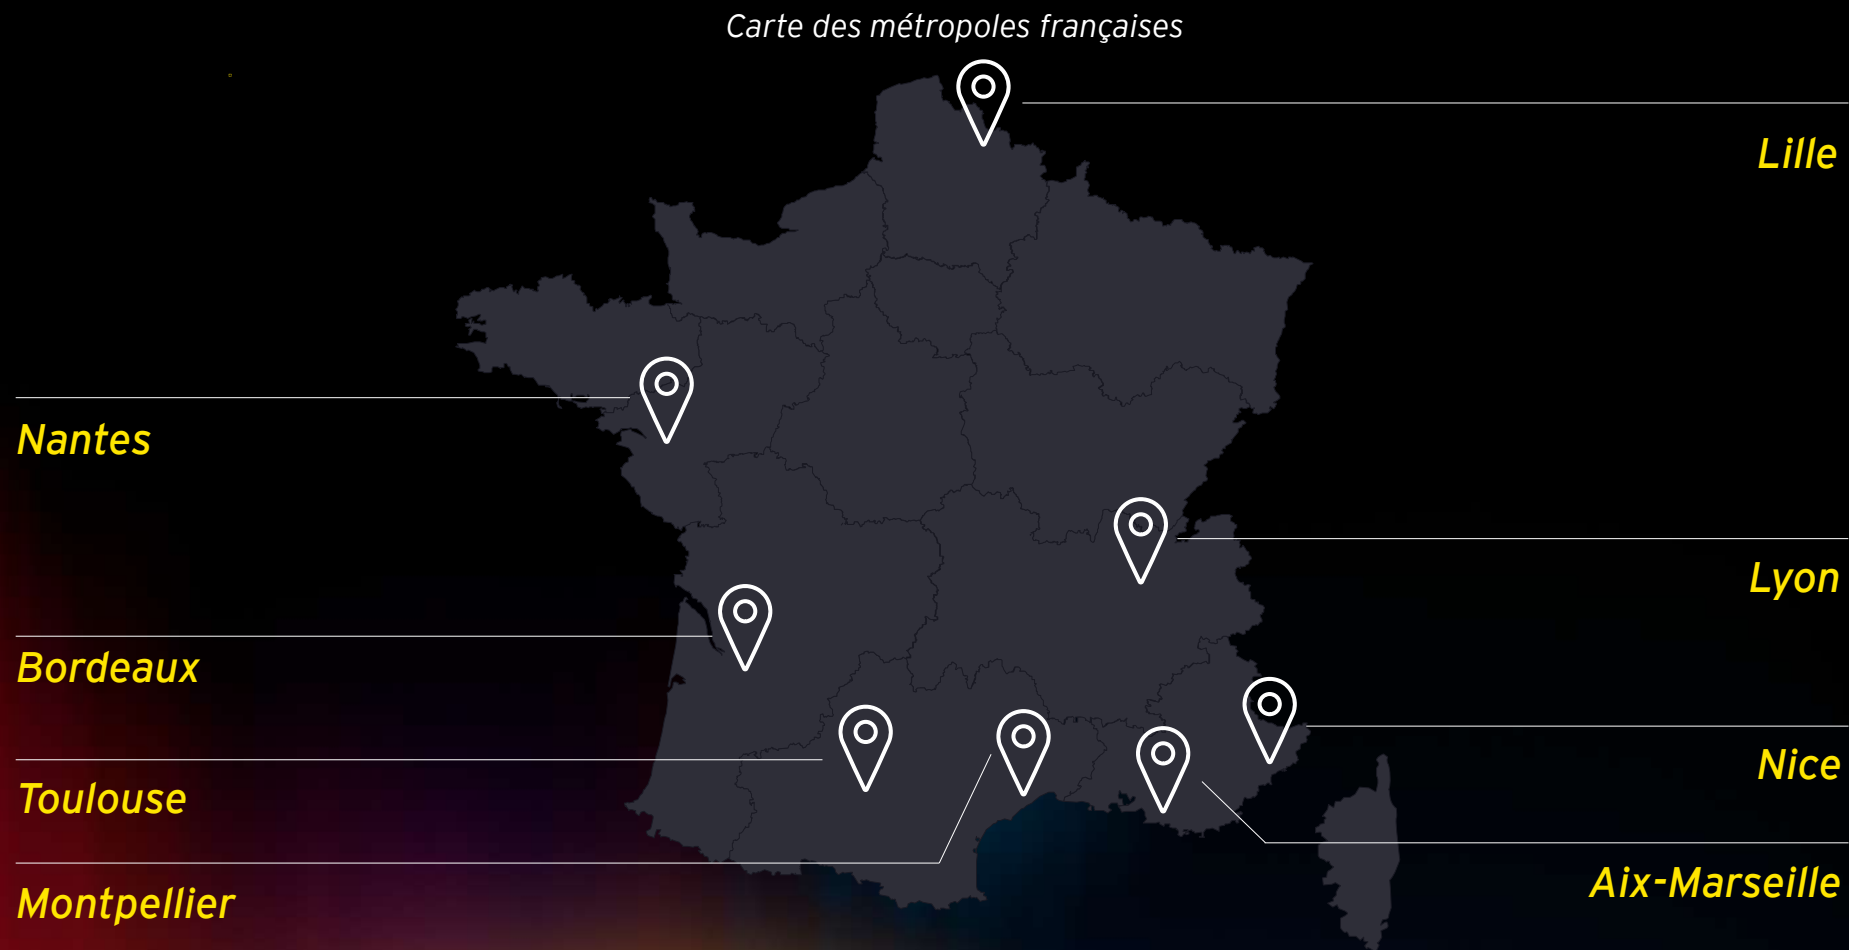 Carte des métropoles françaises
Lille
Nantes
Lyon
Bordeaux
Nice
Toulouse
Aix-Marseille
Montpellier